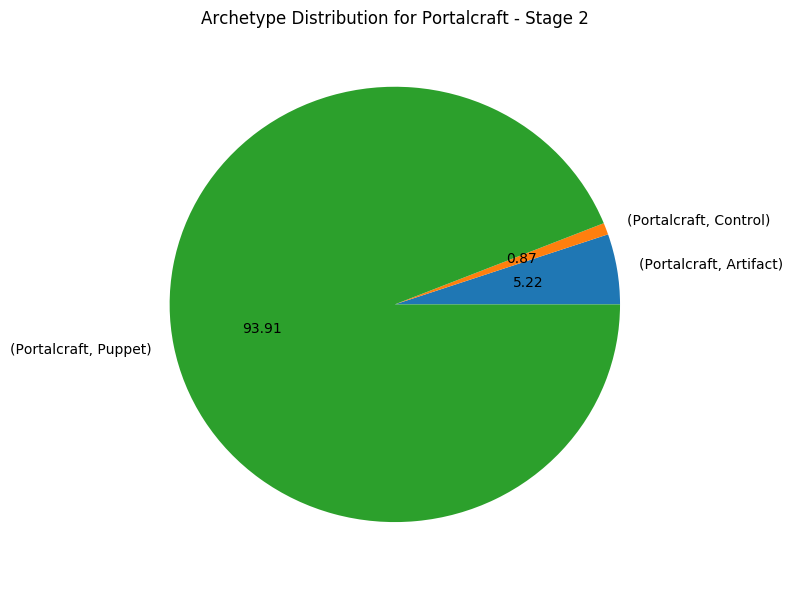 Archetype Distribution for Portalcraft - Stage 2
(Portalcraft, Control)
0.87
(Portalcraft, Artifact)
5.22
93.91
(Portalcraft, Puppet)